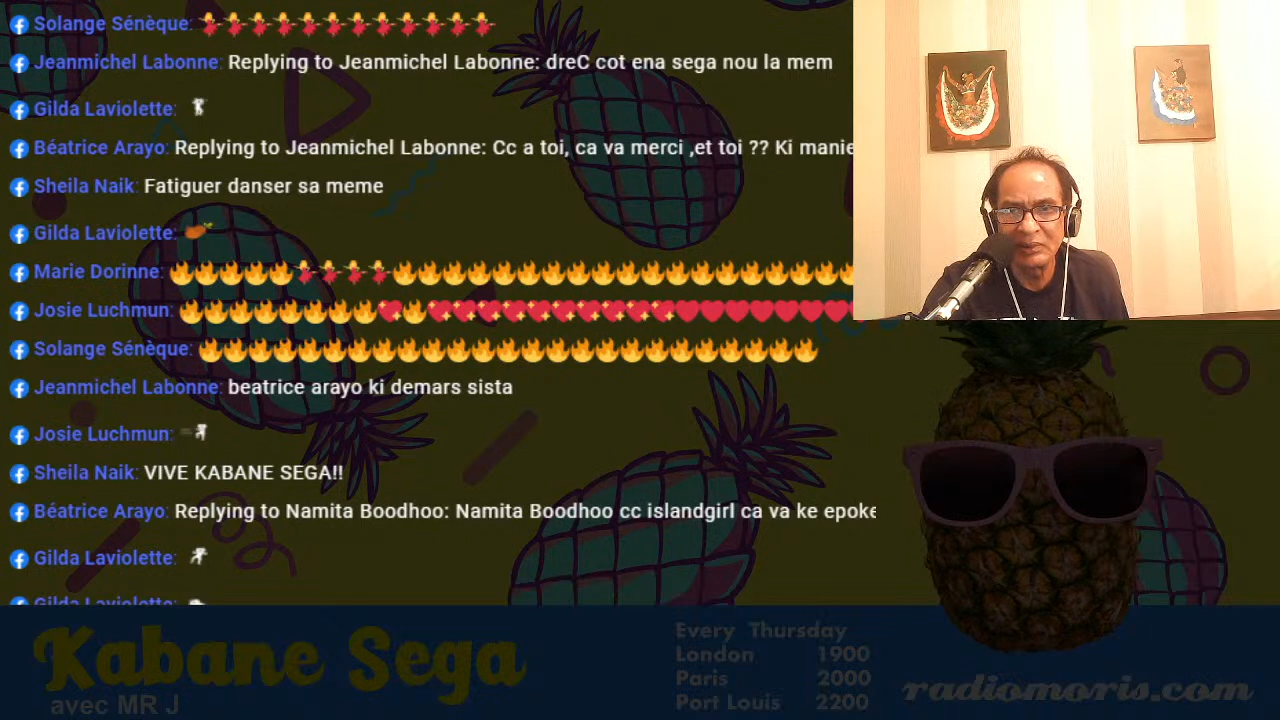 Solange Sénèque: 💃💃💃💃💃💃💃💃💃💃💃💃
Jeanmichel Labonne: Replying to Jeanmichel Labonne: dreC cot ena sega nou la mem
Gilda Laviolette:
Béatrice Arayo: Replying to Jeanmichel Labonne: Cc a toi, ca va merci ,et toi ?? Ki manie
Sheila Naik: Fatiguer danser sa meme
Gilda Laviolette:
Marie Dorinne: 🔥🔥🔥🔥🔥💃💃💃💃🔥🔥🔥🔥🔥🔥🔥🔥🔥🔥🔥🔥🔥🔥🔥🔥🔥🔥🔥
Josie Luchmun: 🔥🔥🔥🔥🔥🔥🔥🔥💖🔥💖💖💖💖💖💖💖💖💖💖❤️❤️❤️❤️❤️❤️❤️
Solange Sénèque: 🔥🔥🔥🔥🔥🔥🔥🔥🔥🔥🔥🔥🔥🔥🔥🔥🔥🔥🔥🔥🔥🔥🔥🔥🔥
Jeanmichel Labonne: beatrice arayo ki demars sista
Josie Luchmun:
Sheila Naik: VIVE KABANE SEGA!!
Béatrice Arayo: Replying to Namita Boodhoo: Namita Boodhoo cc islandgirl ca va ke epoke
Gilda Laviolette:
Gilda Laviolette:
Kabane Sega
avec MR J
Every Thursday
London 1900
Paris 2000
Port Louis 2200
radiomoris.com